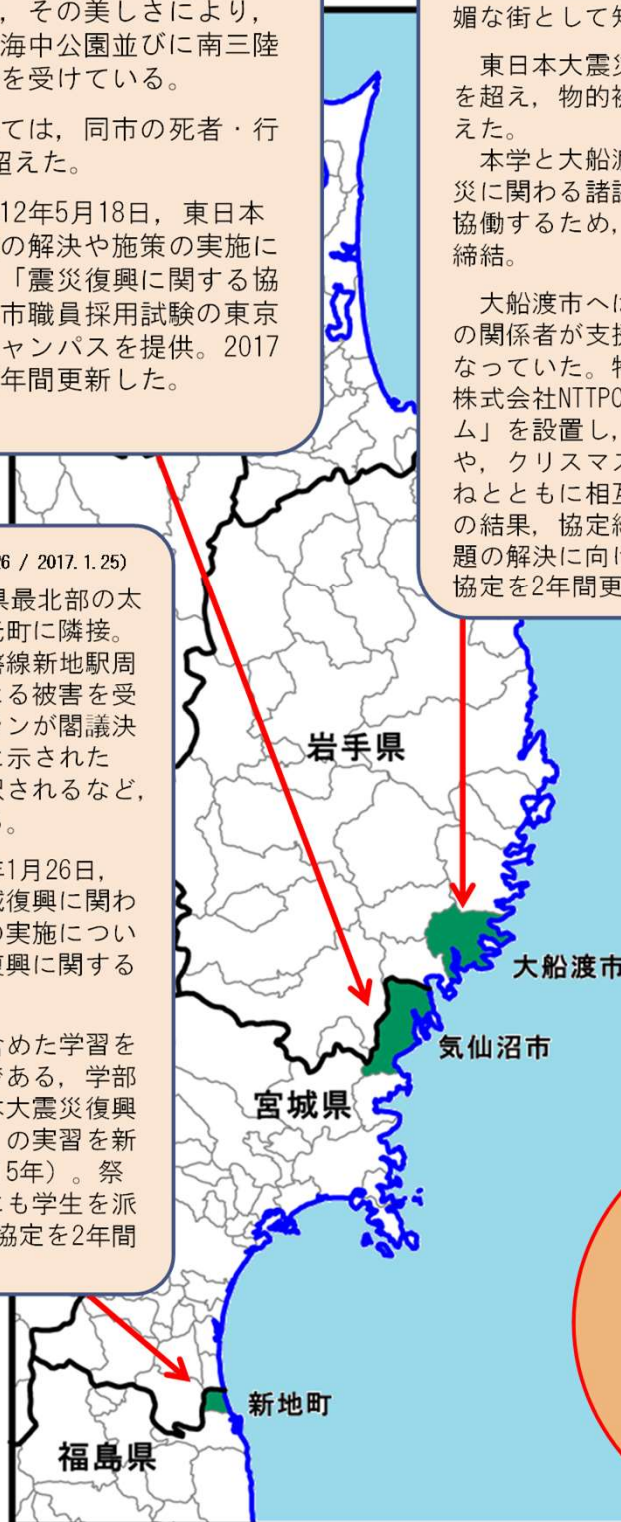 ，その美しさにより，
海中公園並びに南三陸
を受けている。
ては，同市の死者・行
超えた。
12年5月18日，東日本
の解決や施策の実施に
「震災復興に関する協
市職員採用試験の東京
ャンパスを提供。2017
年間更新した。
媚な街として知
東日本大震災
を超え，物的被
えた。
本学と大船渡
災に関わる諸課
協働するため，
締結。
大船渡市へは
の関係者が支援
なっていた。特
株式会社NTTPC
ム」を設置し，
や，クリスマス
ねとともに相互
の結果，協定締
題の解決に向け
協定を2年間更
26 / 2017.1.25)
県最北部の太
元町に隣接。
磐線新地駅周
よる被害を受
ランが閣議決
に示された
択されるなど，
る。
年1月26日，
域復興に関わ
の実施につい
復興に関する
含めた学習を
である，学部
本大震災復興
」の実習を新
15年）。祭
にも学生を派
協定を2年間
岩手県
大船渡市
気仙沼市
宮城県
新地町
福島県